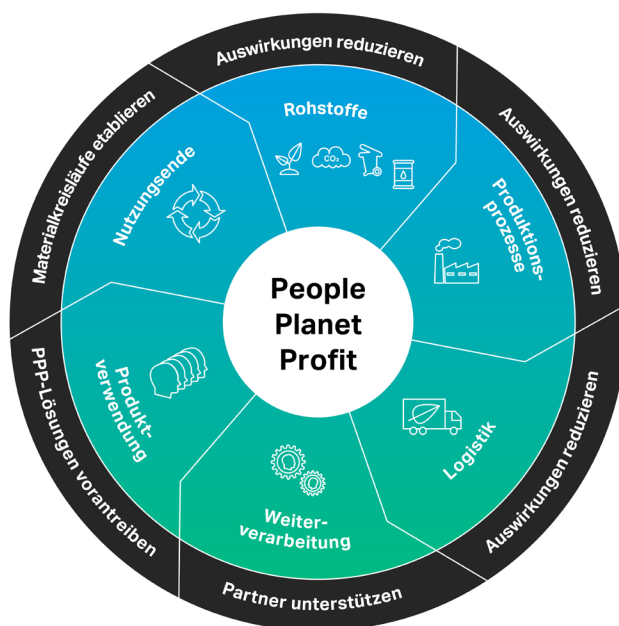 Auswirkungen reduzieren
Rohstoffe
CO₂
Auswirkungen reduzieren
Produktions-
prozesse
Auswirkungen reduzieren
Logistik
Partner unterstützen
Weiter-
verarbeitung
PPP-Lösungen vorantreiben
Produkt-
verwendung
Materialkreisläufe etablieren
Nutzungsende
People
Planet
Profit